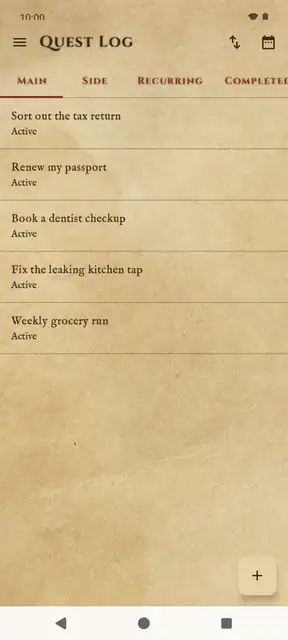 10:00
Quest Log
Main Side Recurring Completed
Sort out the tax return
Active
Renew my passport
Active
Book a dentist checkup
Active
Fix the leaking kitchen tap
Active
Weekly grocery run
Active